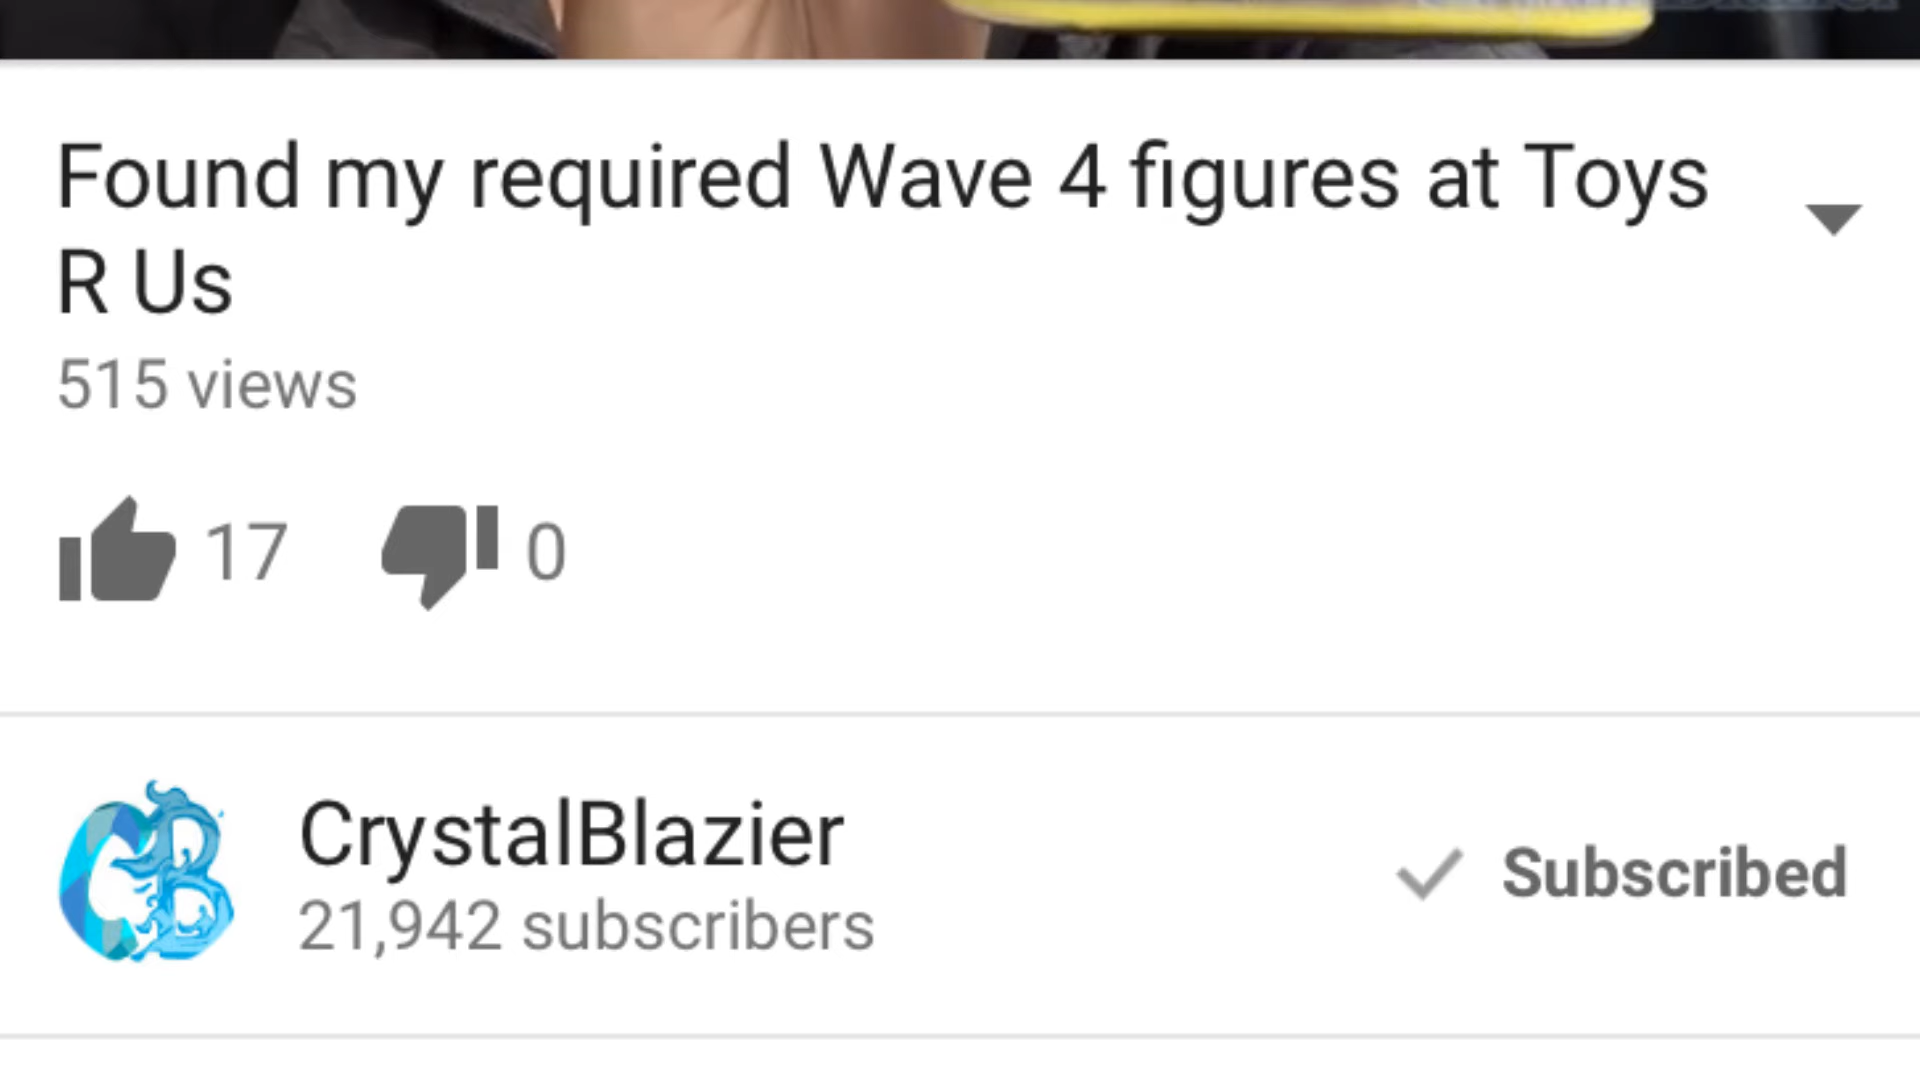 Found my required Wave 4 figures at Toys
R Us
515 views
17 0
CrystalBlazier
21,942 subscribers
Subscribed